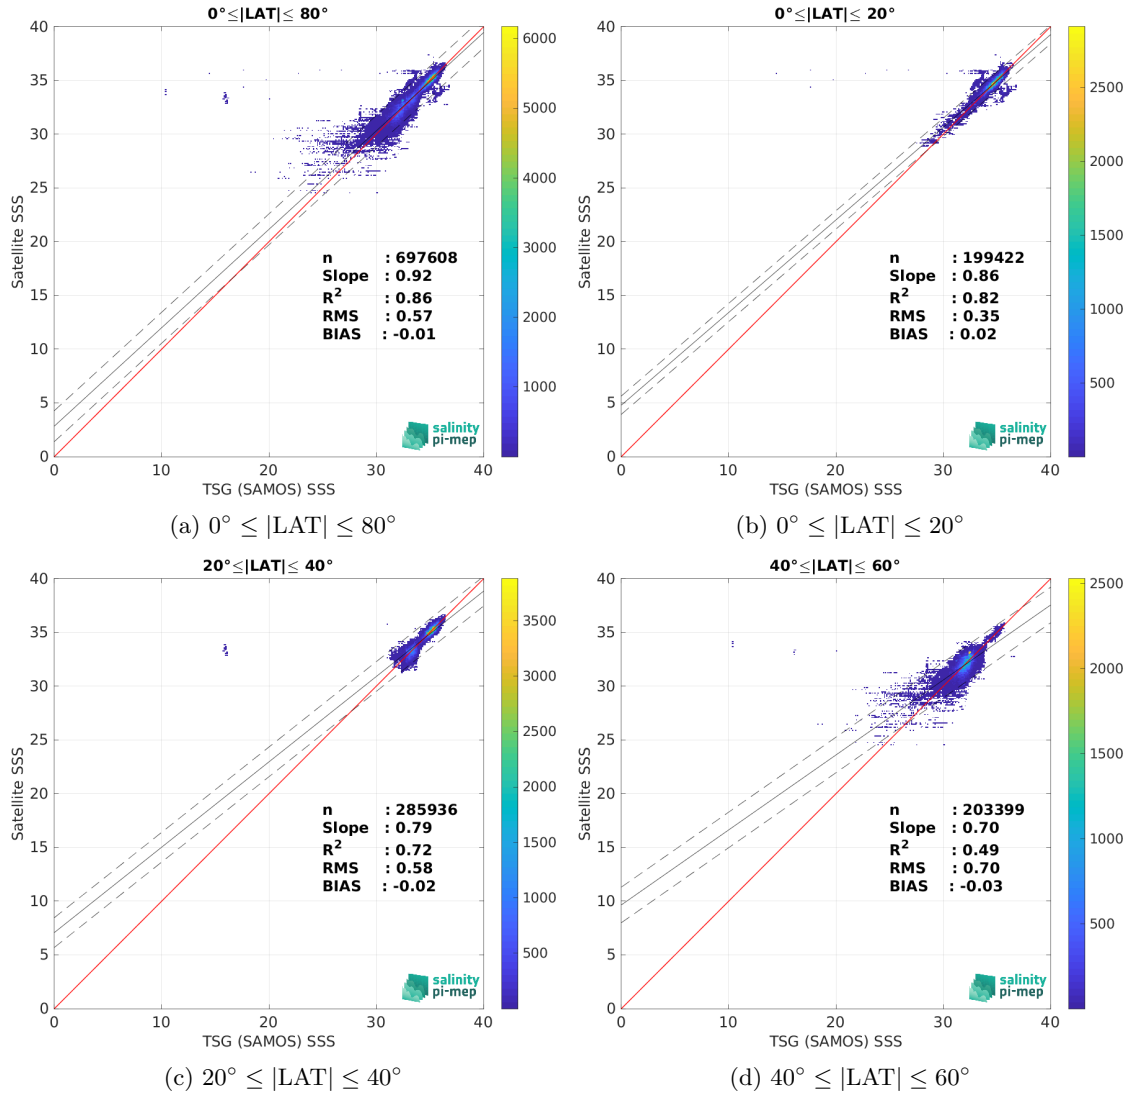 0°≤|LAT|≤ 80°
40
35
30
25
20
15
10
5
0
Satellite SSS
n : 697608
Slope : 0.92
R² : 0.86
RMS : 0.57
BIAS : -0.01
salinity
pi-mep
0 10 20 30 40
TSG (SAMOS) SSS
6000
5000
4000
3000
2000
1000
(a) 0° ≤ |LAT| ≤ 80°
0°≤|LAT|≤ 20°
40
35
30
25
20
15
10
5
0
Satellite SSS
n : 199422
Slope : 0.86
R² : 0.82
RMS : 0.35
BIAS : 0.02
salinity
pi-mep
0 10 20 30 40
TSG (SAMOS) SSS
2500
2000
1500
1000
500
(b) 0° ≤ |LAT| ≤ 20°
20°≤|LAT|≤ 40°
40
35
30
25
20
15
10
5
0
Satellite SSS
n : 285936
Slope : 0.79
R² : 0.72
RMS : 0.58
BIAS : -0.02
salinity
pi-mep
0 10 20 30 40
TSG (SAMOS) SSS
3500
3000
2500
2000
1500
1000
500
(c) 20° ≤ |LAT| ≤ 40°
40°≤|LAT|≤ 60°
40
35
30
25
20
15
10
5
0
Satellite SSS
n : 203399
Slope : 0.70
R² : 0.49
RMS : 0.70
BIAS : -0.03
salinity
pi-mep
0 10 20 30 40
TSG (SAMOS) SSS
2500
2000
1500
1000
500
(d) 40° ≤ |LAT| ≤ 60°